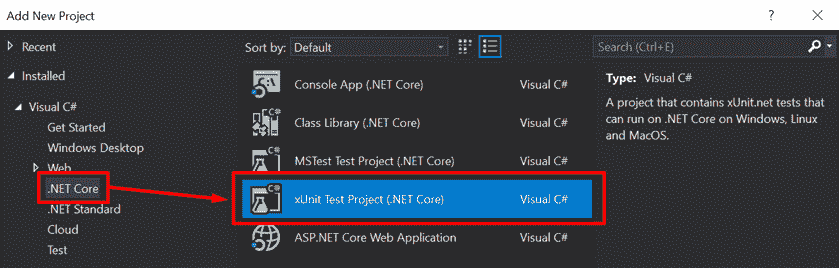 Add New Project
?
Recent
Installed
Visual C#
Get Started
Windows Desktop
Web
.NET Core
.NET Standard
Cloud
Test
Sort by: Default
Console App (.NET Core) Visual C#
Class Library (.NET Core) Visual C#
MSTest Test Project (.NET Core) Visual C#
xUnit Test Project (.NET Core) Visual C#
ASP.NET Core Web Application Visual C#
Search (Ctrl+E)
Type: Visual C#
A project that contains xUnit.net tests that
can run on .NET Core on Windows, Linux
and MacOS.